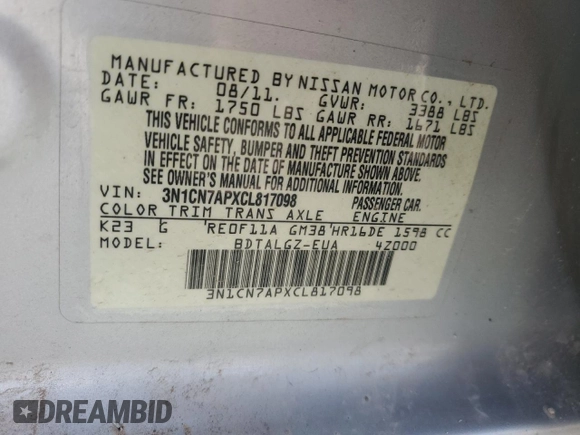 MANUFACTURED BY NISSAN MOTOR CO., LTD.
DATE: 08/11. GVWR: 3388 LBS
GAWR FR: 1750 LBS GAWR RR: 1671 LBS
THIS VEHICLE CONFORMS TO ALL APPLICABLE FEDERAL MOTOR
VEHICLE SAFETY, BUMPER AND THEFT PREVENTION STANDARDS
IN EFFECT ON THE DATE OF MANUFACTURE SHOWN ABOVE.
SEE OWNER'S MANUAL FOR ADDITIONAL INFORMATION.
VIN: 3N1CN7APXCL817098 PASSENGER CAR.
COLOR TRIM TRANS AXLE ENGINE
K23 G RE0F11A GM38 HR16DE 1598 CC
MODEL: BDTALGZ-EUA 4Z000
3N1CN7APXCL817098
DREAMBID